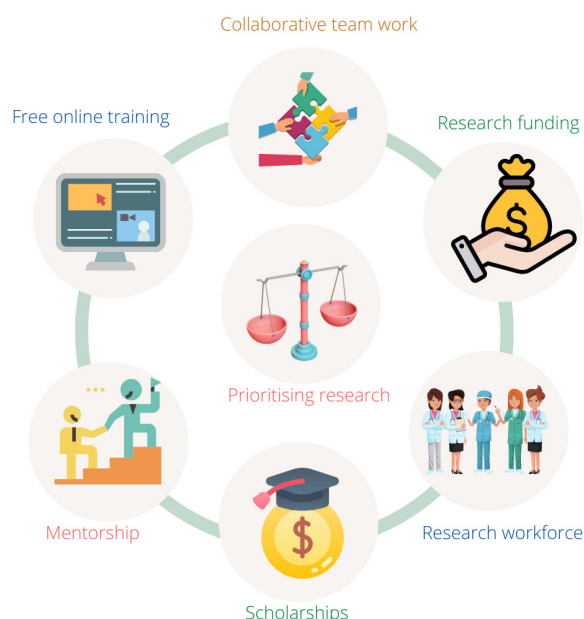 Collaborative team work
Free online training
Research funding
$
Prioritising research
Mentorship
Research workforce
$
Scholarships